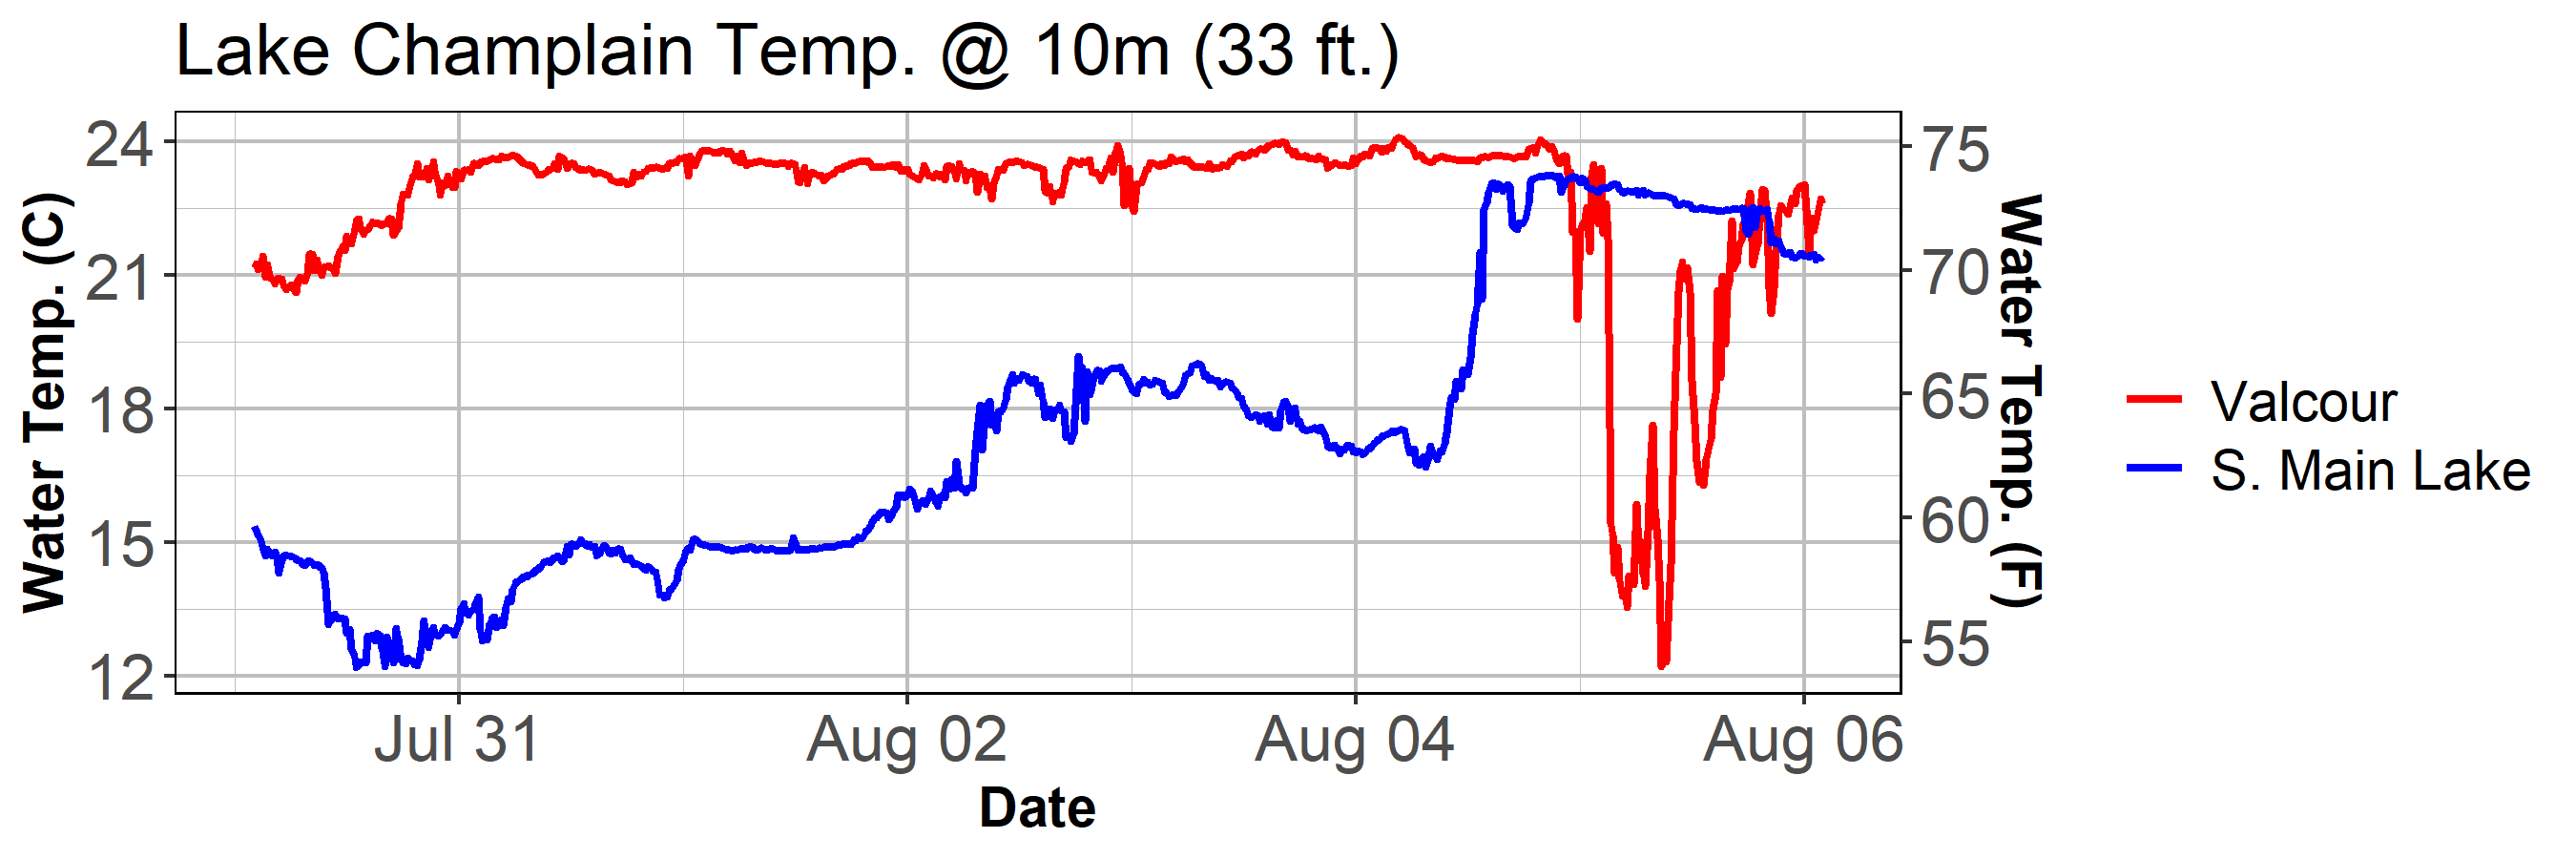 Lake Champlain Temp. @ 10m (33 ft.)
Water Temp. (C)
24
21
18
15
12
75
70
65
60
55
Water Temp. (F)
Jul 31
Aug 02
Aug 04
Aug 06
Date
Valcour
S. Main Lake